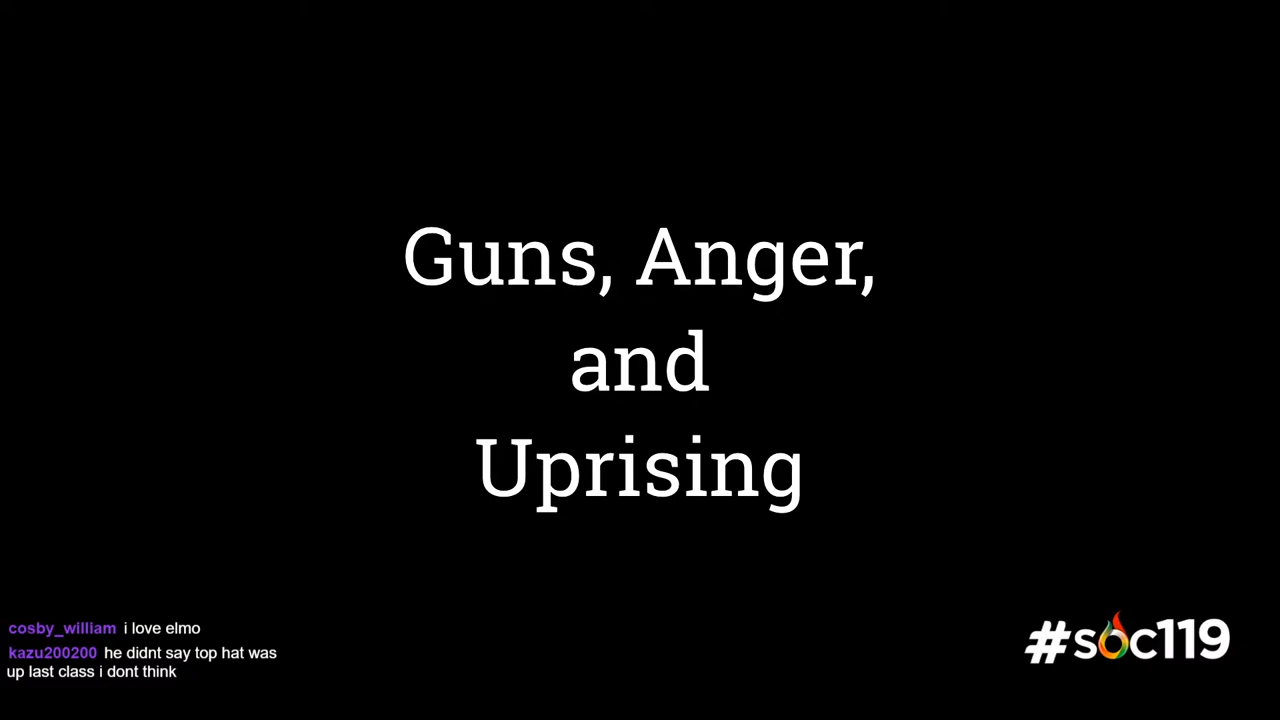 Guns, Anger,
and
Uprising
cosby_william i love elmo
kazu200200 he didnt say top hat was
up last class i dont think
#soc119